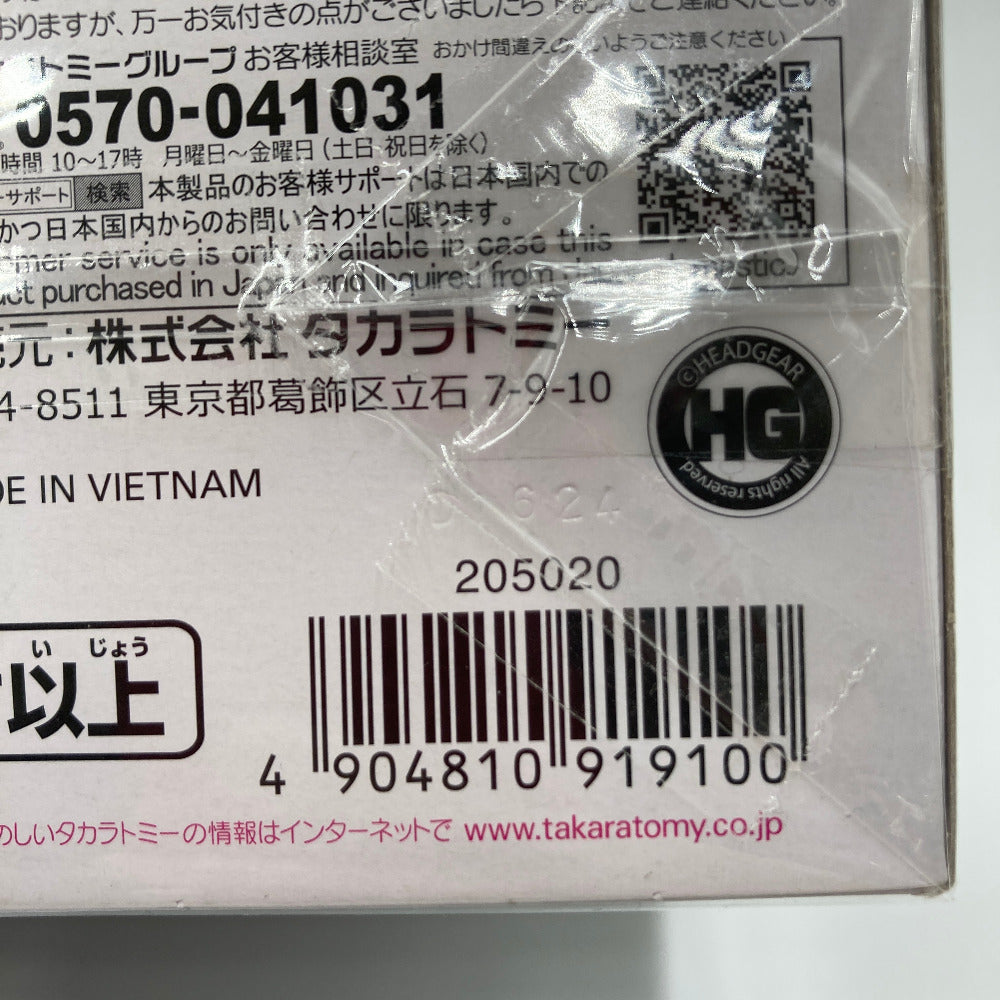 おりますが、万一お気付きの点がございましたら
トミーグループ お客様相談室 おかけ間違えの いようご注意ください
0570-041031
時間 10～17時 月曜日～金曜日 (土日 祝日を除く)
ーサポート 検索 本製品のお客様サポートは日本国内での
かつ日本国内からのお問い合わせに限ります。
mer service is only available in case this
uct purchased in Japan and inquired from
元：株式会社 タカラトミー
4-8511 東京都葛飾区立石 7-9-10
©HEADGEAR
HG
All rights reserved
DE IN VIETNAM
624
205020
い じょう
以上
4 904810 919100
のしいタカラトミーの情報はインターネットで www.takaratomy.co.jp